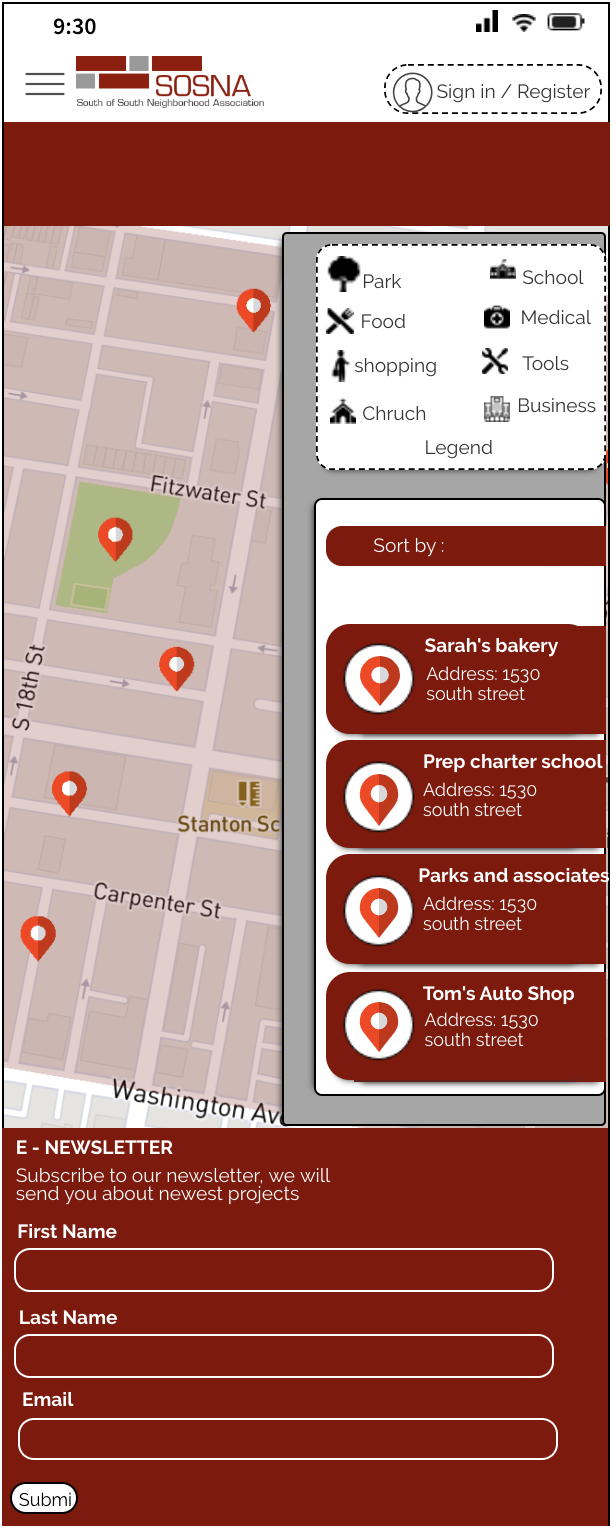 9:30
SOSNA
South of South Neighborhood Association
Sign in / Register
Park
School
Food
Medical
shopping
Tools
Chruch
Business
Legend
Fitzwater St
S 18th St
Stanton Sc
Carpenter St
Washington Ave
Sort by :
Sarah's bakery
Address: 1530
south street
Prep charter school
Address: 1530
south street
Parks and associates
Address: 1530
south street
Tom's Auto Shop
Address: 1530
south street
E - NEWSLETTER
Subscribe to our newsletter, we will
send you about newest projects
First Name
Last Name
Email
Submi